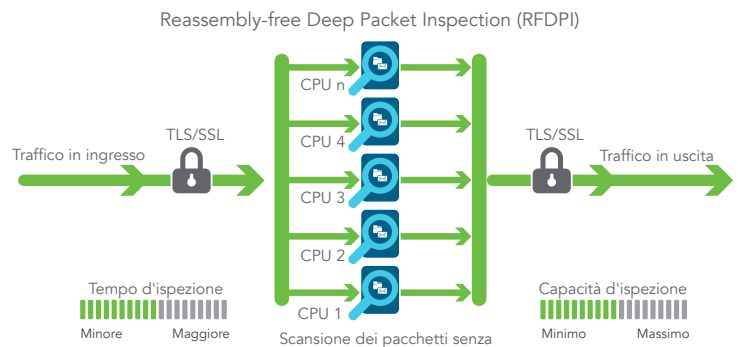 Reassembly-free Deep Packet Inspection (RFDPI)
CPU n
TLS/SSL
TLS/SSL
CPU 4
Traffico in ingresso
Traffico in uscita
CPU 3
CPU 2
Tempo d'ispezione
Capacità d'ispezione
CPU 1
Minore
Maggiore
Minimo
Massimo
Scansione dei pacchetti senza